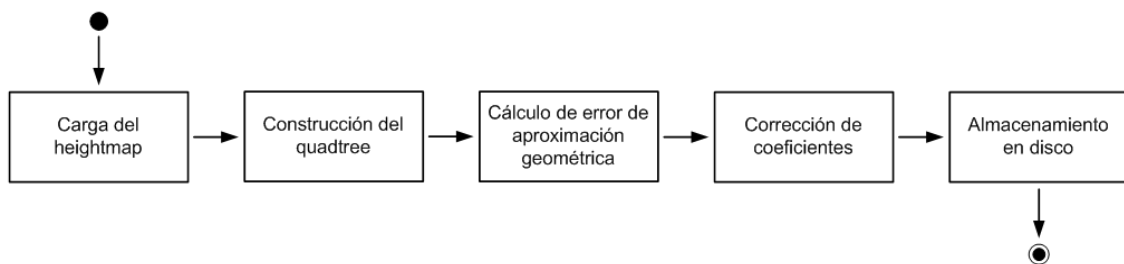 Carga del
heightmap
Construcción del
quadtree
Cálculo de error de
aproximación
geométrica
Corrección de
coeficientes
Almacenamiento
en disco